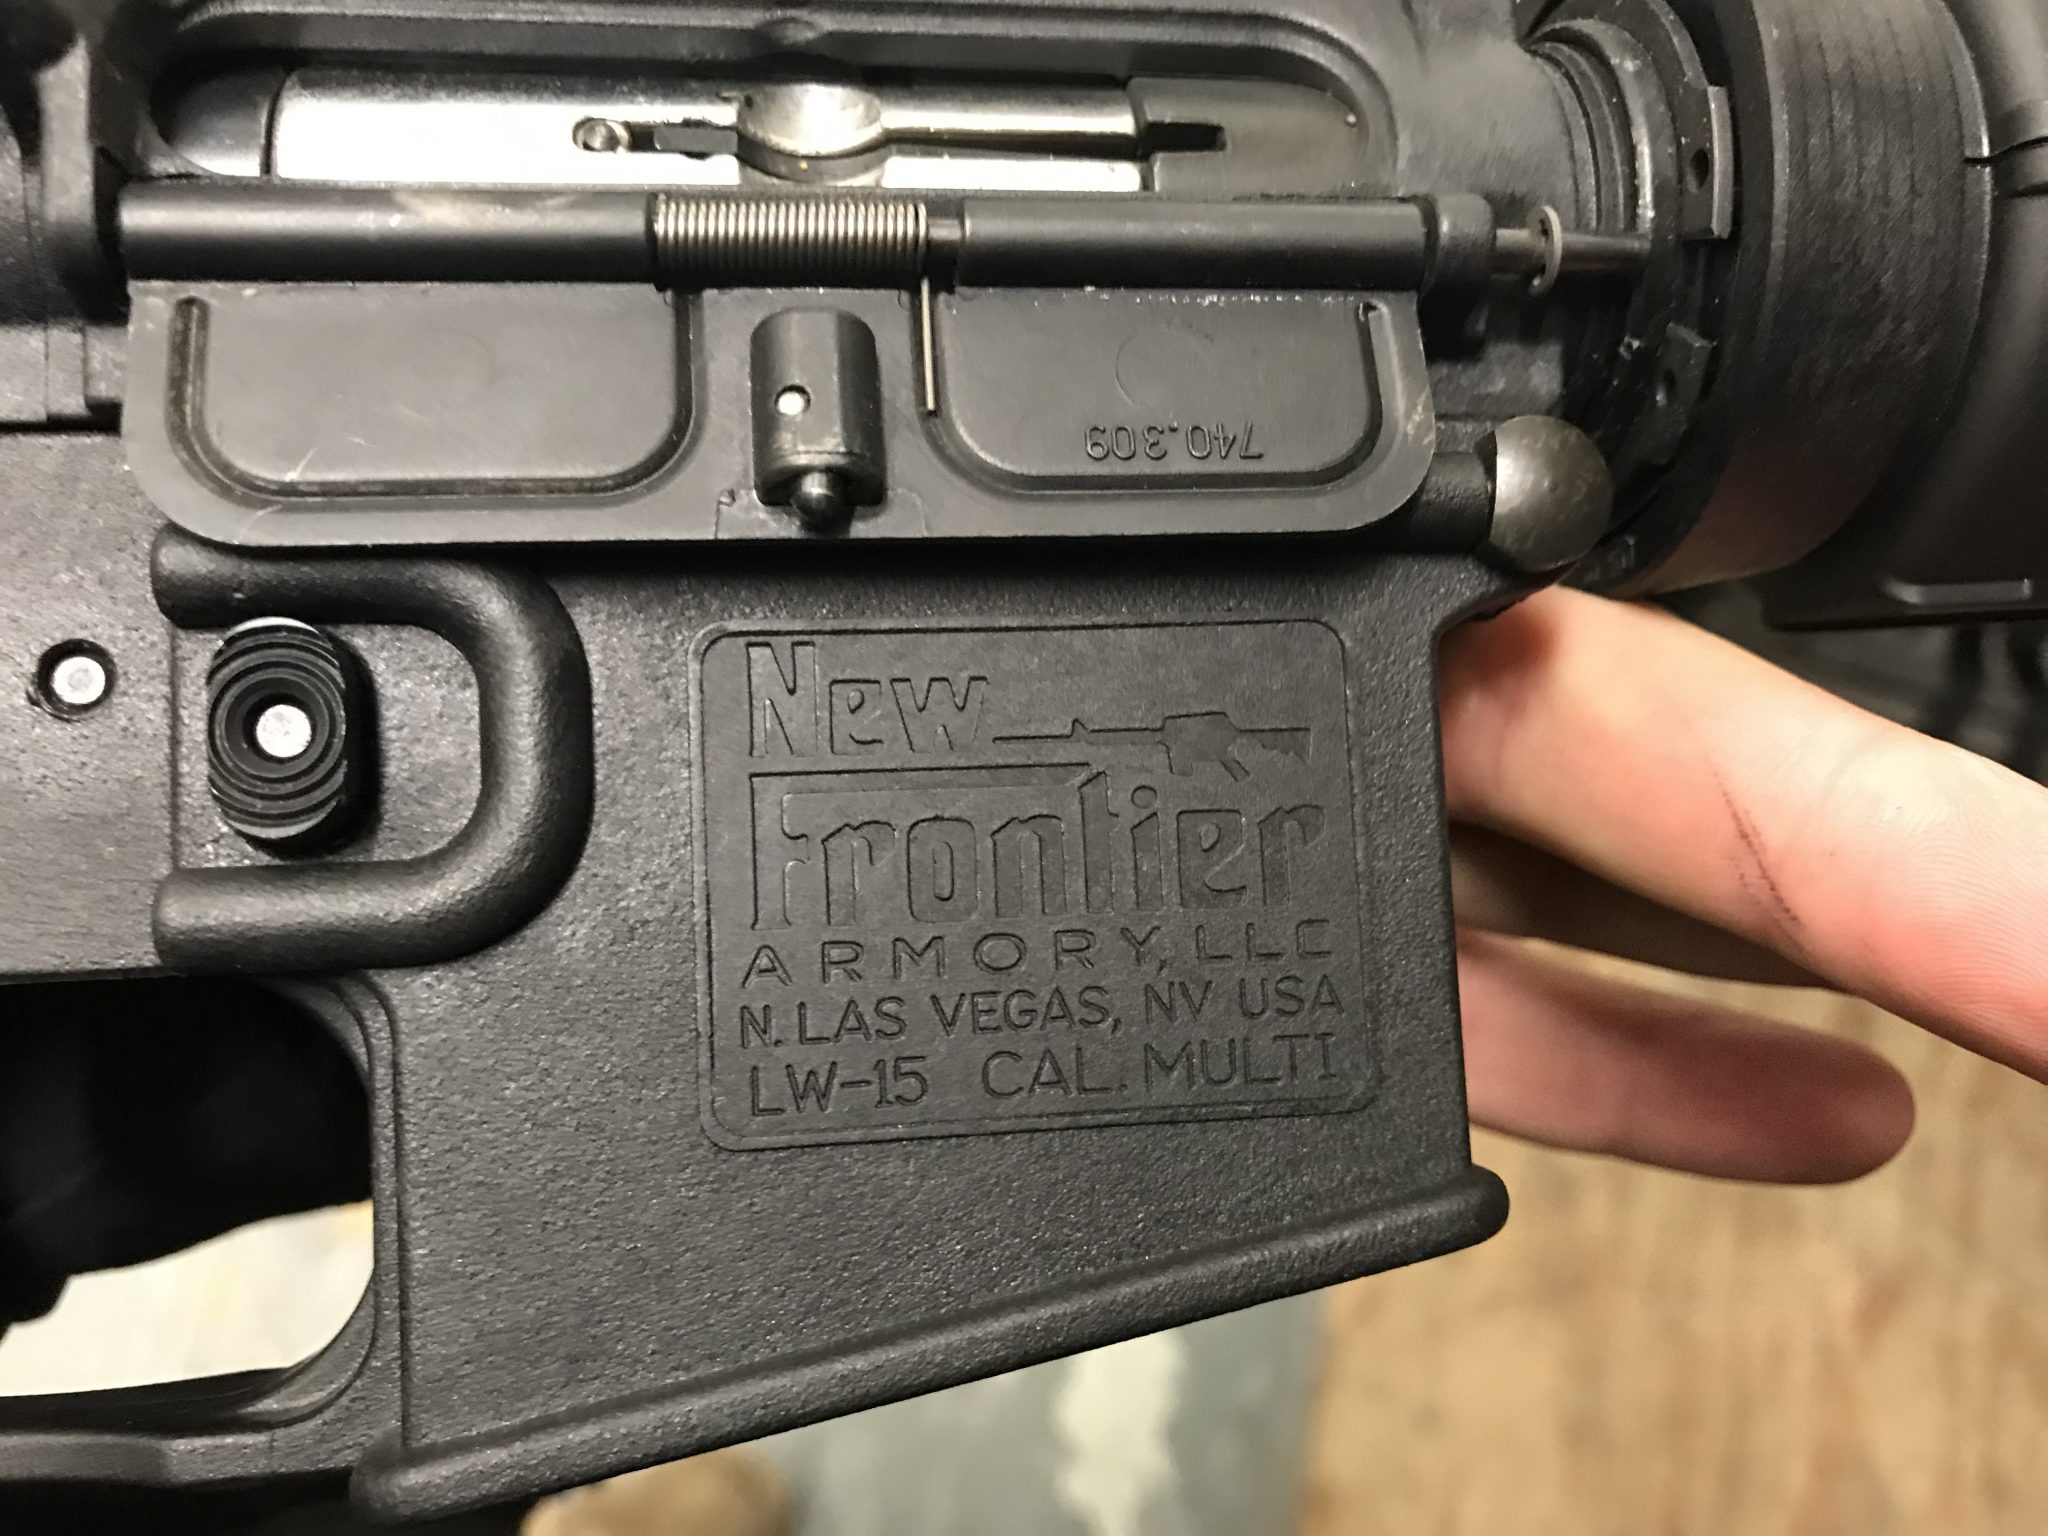 740.309
New
Frontier
ARMORY, LLC
N. LAS VEGAS, NV USA
LW-15 CAL. MULTI